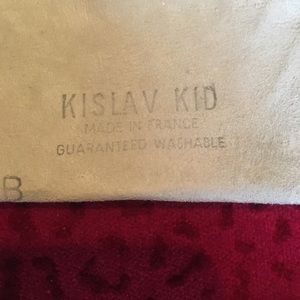 KISLAV KID
MADE IN FRANCE
GUARANTEED WASHABLE
B